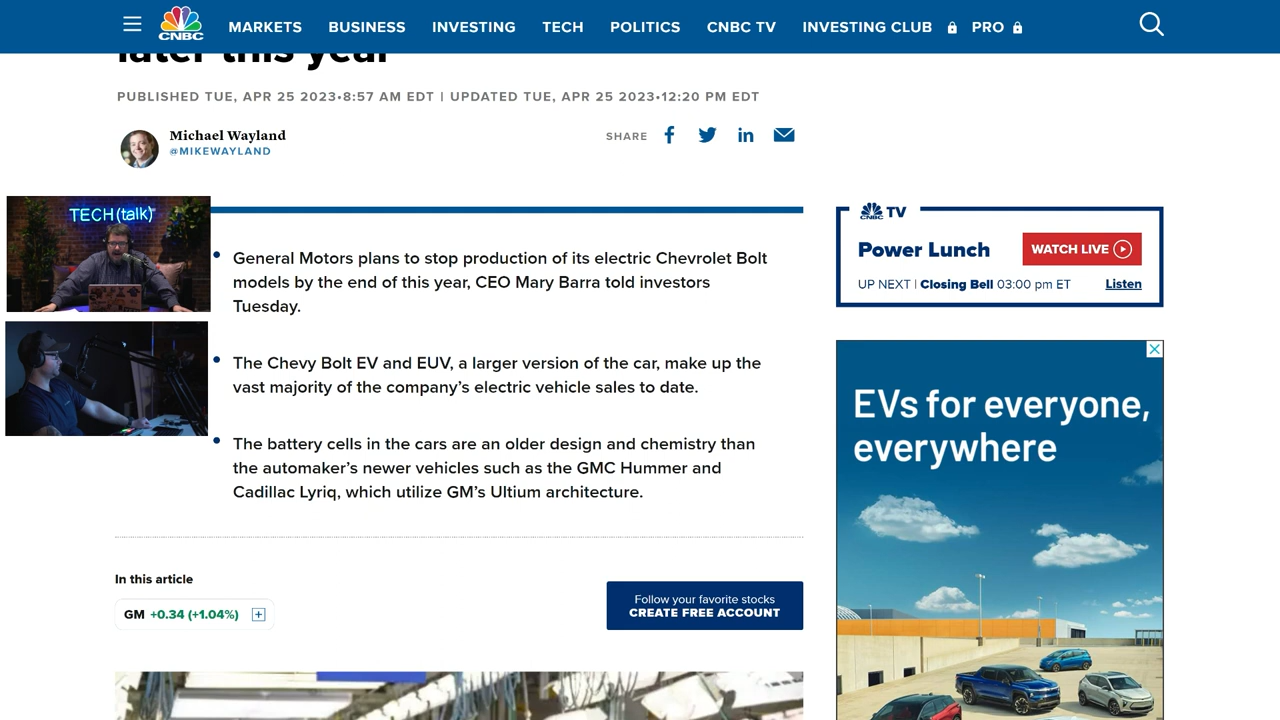 MARKETS BUSINESS INVESTING TECH POLITICS CNBC TV INVESTING CLUB PRO
CNBC
later this year
PUBLISHED TUE, APR 25 2023•8:57 AM EDT | UPDATED TUE, APR 25 2023•12:20 PM EDT
Michael Wayland
@MIKEWAYLAND
SHARE
TECH (talk)
• General Motors plans to stop production of its electric Chevrolet Bolt
models by the end of this year, CEO Mary Barra told investors
Tuesday.
• The Chevy Bolt EV and EUV, a larger version of the car, make up the
vast majority of the company's electric vehicle sales to date.
• The battery cells in the cars are an older design and chemistry than
the automaker's newer vehicles such as the GMC Hummer and
Cadillac Lyriq, which utilize GM's Ultium architecture.
In this article
GM +0.34 (+1.04%)
Follow your favorite stocks
CREATE FREE ACCOUNT
CNBC TV
Power Lunch
WATCH LIVE
UP NEXT | Closing Bell 03:00 pm ET
Listen
EVs for everyone,
everywhere